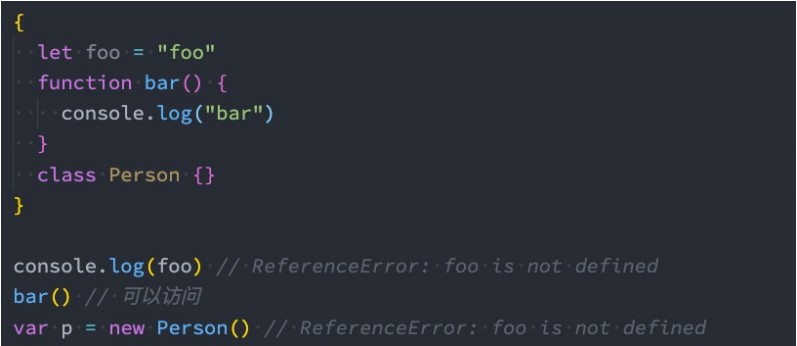 {
let foo = "foo"
function bar() {
console.log("bar")
}
class Person {}
}
console.log(foo) // ReferenceError: foo is not defined
bar() // 可以访问
var p = new Person() // ReferenceError: foo is not defined